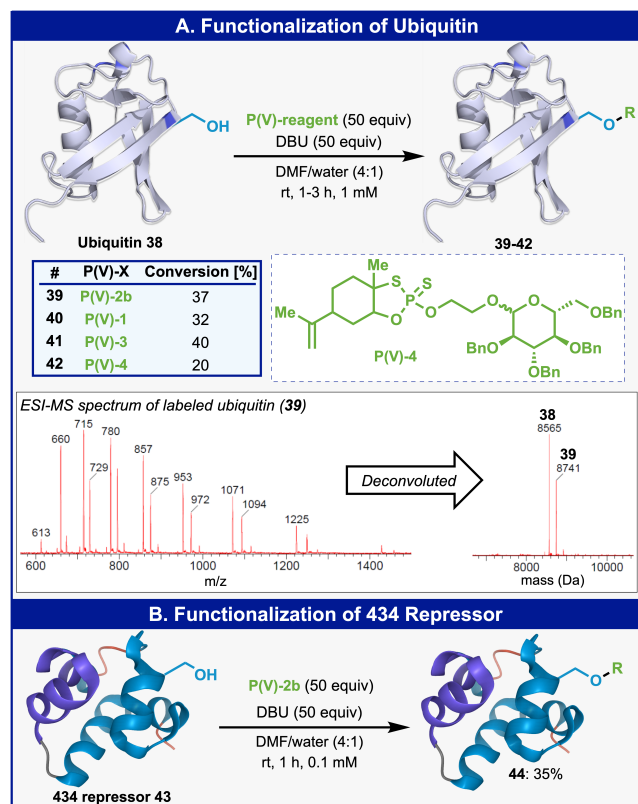 A. Functionalization of Ubiquitin
OH
P(V)-reagent (50 equiv)
DBU (50 equiv)
DMF/water (4:1)
rt, 1-3 h, 1 mM
O R
Ubiquitin 38
39-42
# P(V)-X Conversion [%]
39 P(V)-2b 37
40 P(V)-1 32
41 P(V)-3 40
42 P(V)-4 20
Me
S S
P
O O
Me
O O
OBn
BnO OBn
OBn
P(V)-4
ESI-MS spectrum of labeled ubiquitin (39)
660 715 780
729
857
875
953
972
1071
1094
1225
613
600 800 1000 1200 1400
m/z
Deconvoluted
38
8565
39
8741
8000 10000
mass (Da)
B. Functionalization of 434 Repressor
OH
P(V)-2b (50 equiv)
DBU (50 equiv)
DMF/water (4:1)
rt, 1 h, 0.1 mM
O R
434 repressor 43
44: 35%